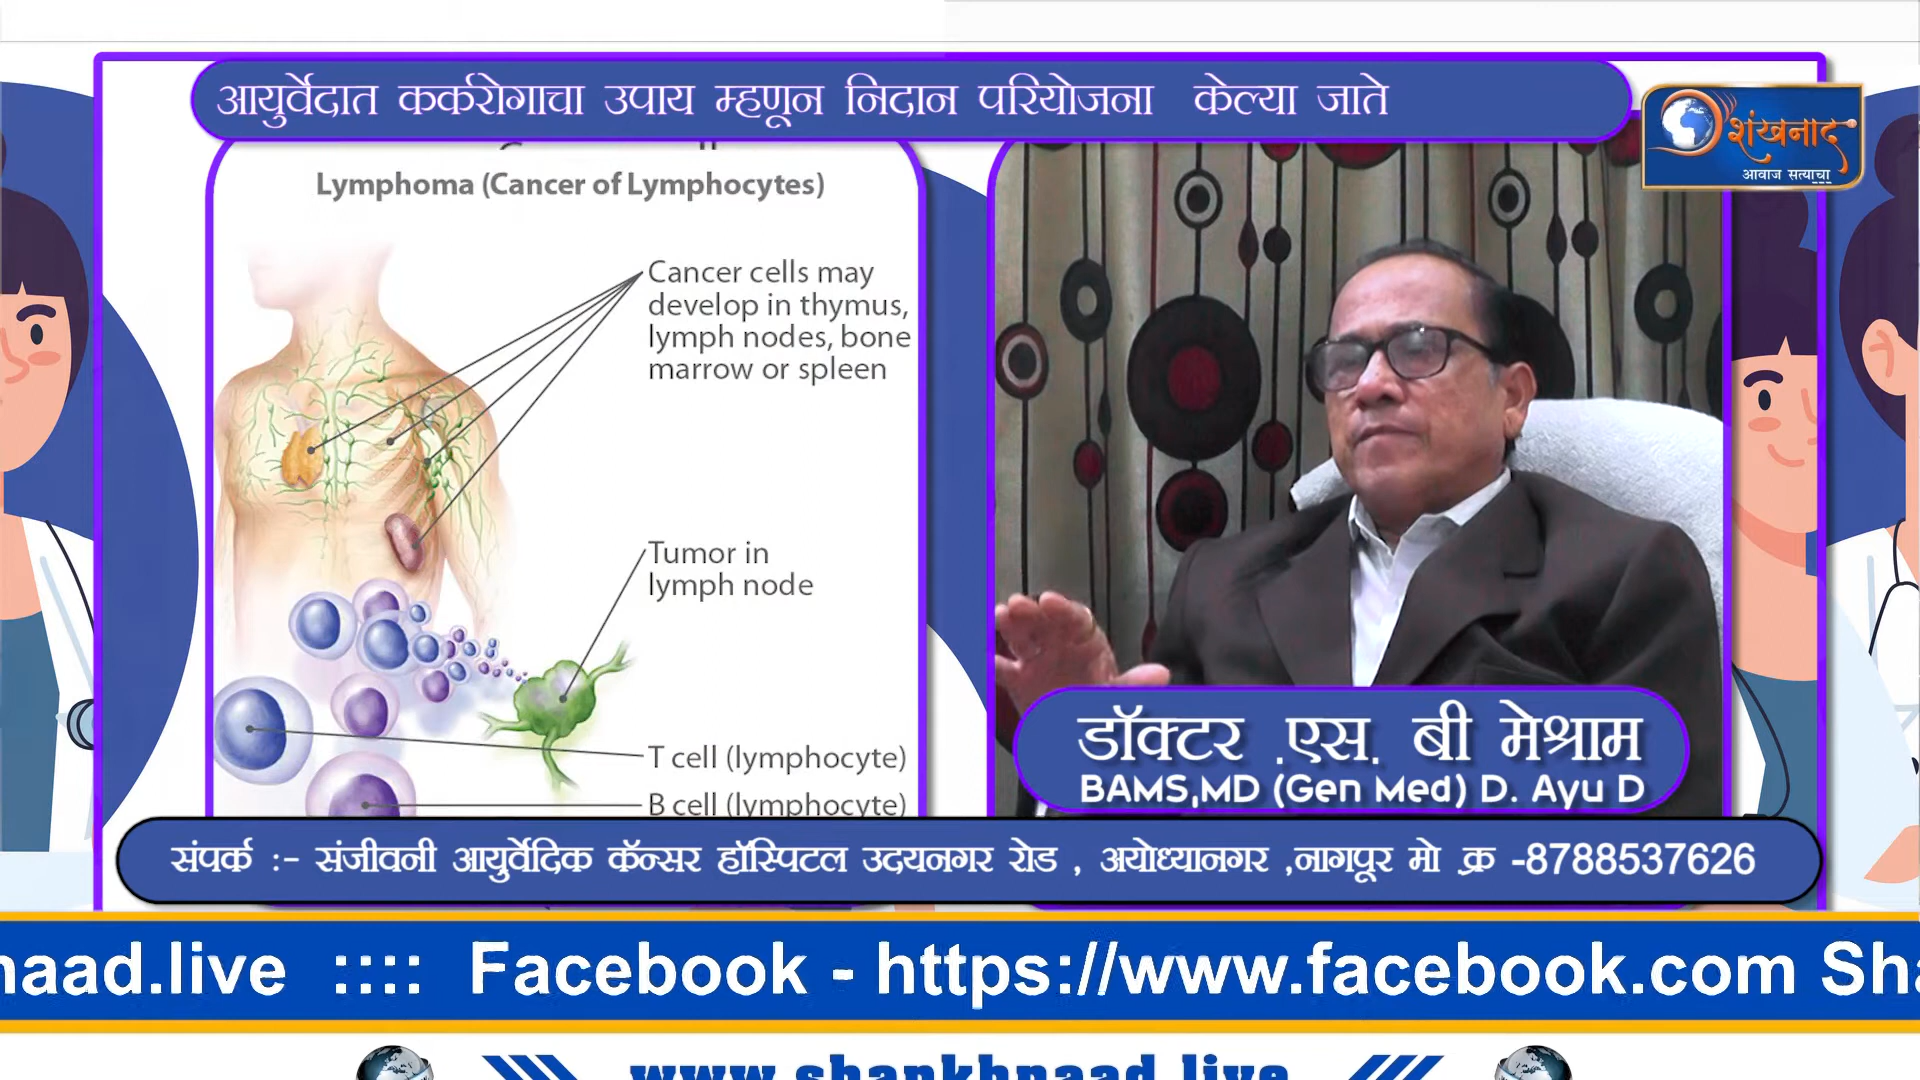 आयुर्वेदात कर्करोगाचा उपाय म्हणून निदान परियोजना केल्या जाते
शंखनाद
आवाज सत्याचा
Lymphoma (Cancer of Lymphocytes)
Cancer cells may
develop in thymus,
lymph nodes, bone
marrow or spleen
Tumor in
lymph node
T cell (lymphocyte)
B cell (lymphocyte)
डॉक्टर .एस. बी मेश्राम
BAMS,MD (Gen Med) D. Ayu D
संपर्क :- संजीवनी आयुर्वेदिक कॅन्सर हॉस्पिटल उदयनगर रोड , अयोध्यानगर ,नागपूर मो क्र -8788537626
naad.live :::: Facebook - https://www.facebook.com Sha
www.shankhnaad.live